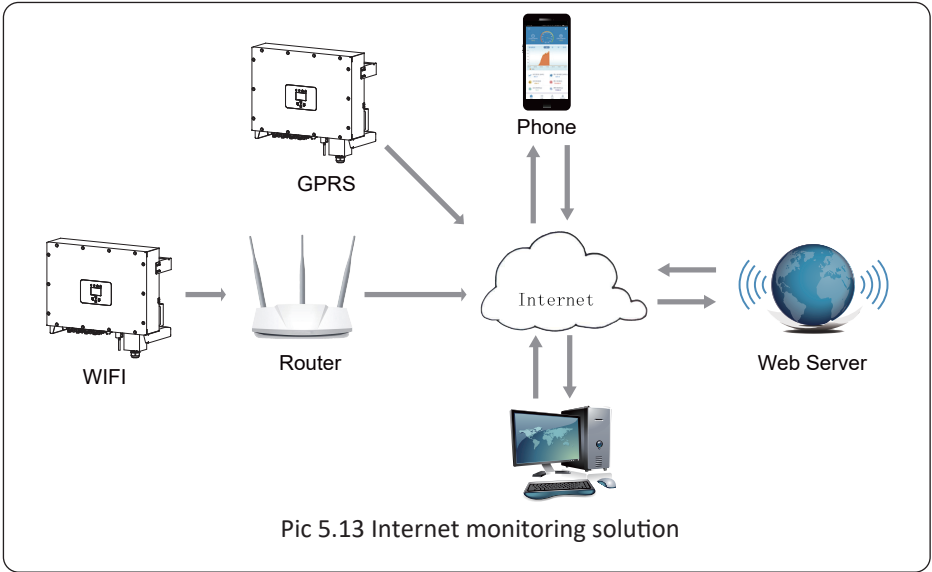 Phone
GPRS
Internet
WIFI
Router
Web Server
Pic 5.13 Internet monitoring solution